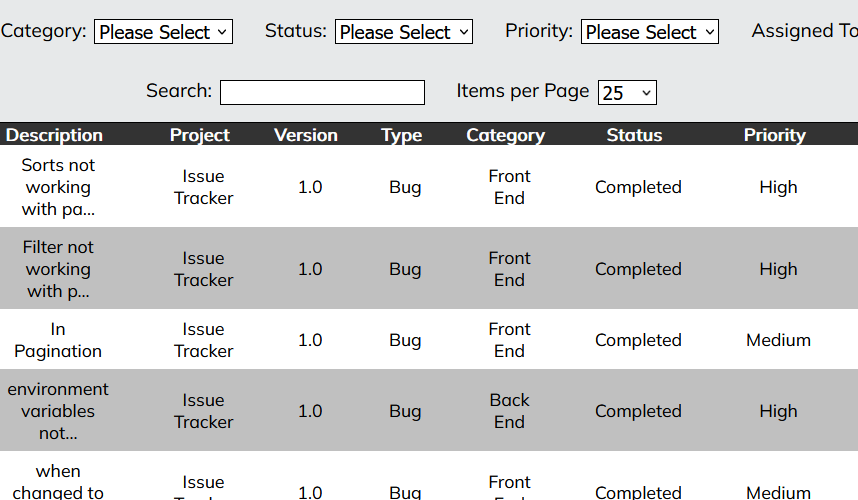 Category: Please Select Status: Please Select Priority: Please Select Assigned To
Search: Items per Page 25
Description Project Version Type Category Status Priority
Sorts not working with pa... Issue Tracker 1.0 Bug Front End Completed High
Filter not working with p... Issue Tracker 1.0 Bug Front End Completed High
In Pagination Issue Tracker 1.0 Bug Front End Completed Medium
environment variables not... Issue Tracker 1.0 Bug Back End Completed High
when changed to Issue Tracker 1.0 Bug Front End Completed Medium